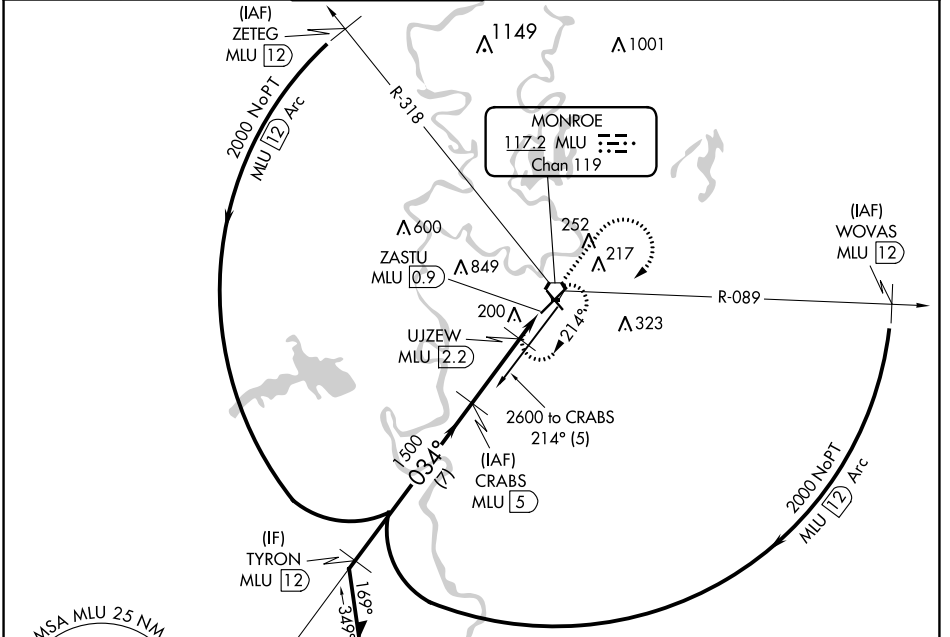 (IAF)
ZETEG
MLU 12
1149
1001
2000 NoPT
MLU 12 Arc
R-318
MONROE
117.2 MLU
Chan 119
(IAF)
WOVAS
MLU 12
600
252
217
ZASTU
MLU 0.9
849
R-089
200
323
UJZEW
MLU 2.2
214°
2600 to CRABS
214° (5)
1500
034°
(7)
(IAF)
CRABS
MLU 5
2000 NoPT
MLU 12 Arc
(IF)
TYRON
MLU 12
169°
349°
MSA MLU 25 NM